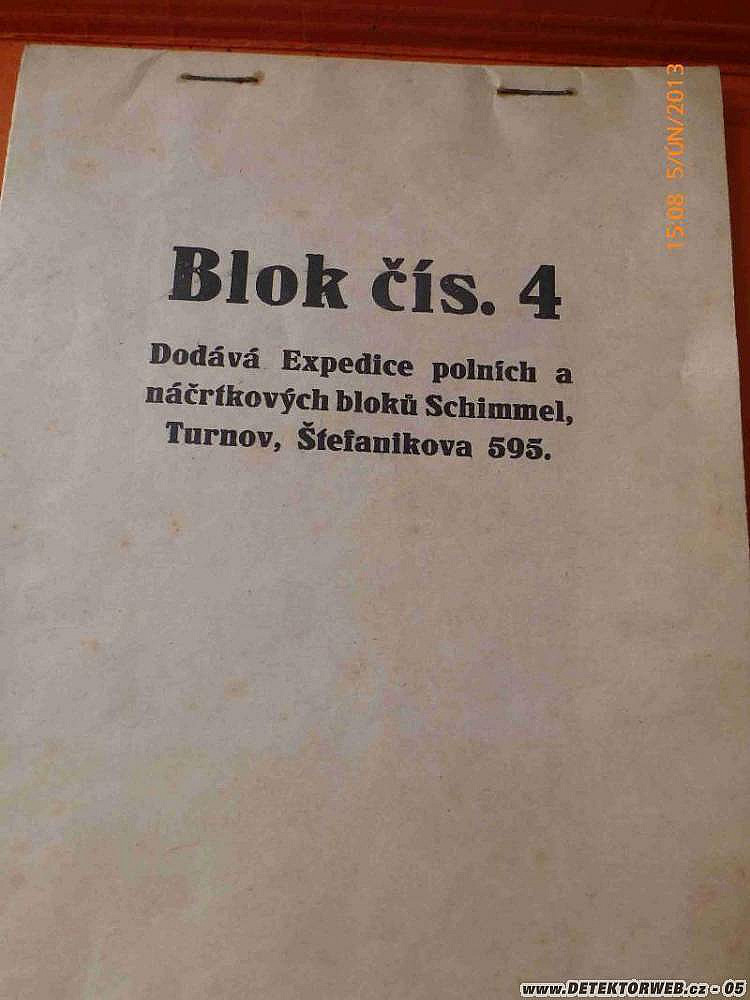 15:08 5/ÚN/2013
Blok čís. 4
Dodává Expedice polních a
náčrtkových bloků Schimmel,
Turnov, Štefanikova 595.
www.DETEKTORWEB.cz - 05